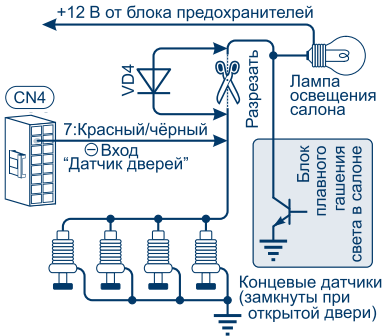 +12 В от блока предохранителей
CN4
VD4
Разрезать
Лампа
освещения
салона
7:Красный/чёрный
⊖ Вход
“Датчик дверей”
Блок
плавного
гашения
света в салоне
Концевые датчики
(замкнуты при
открытой двери)